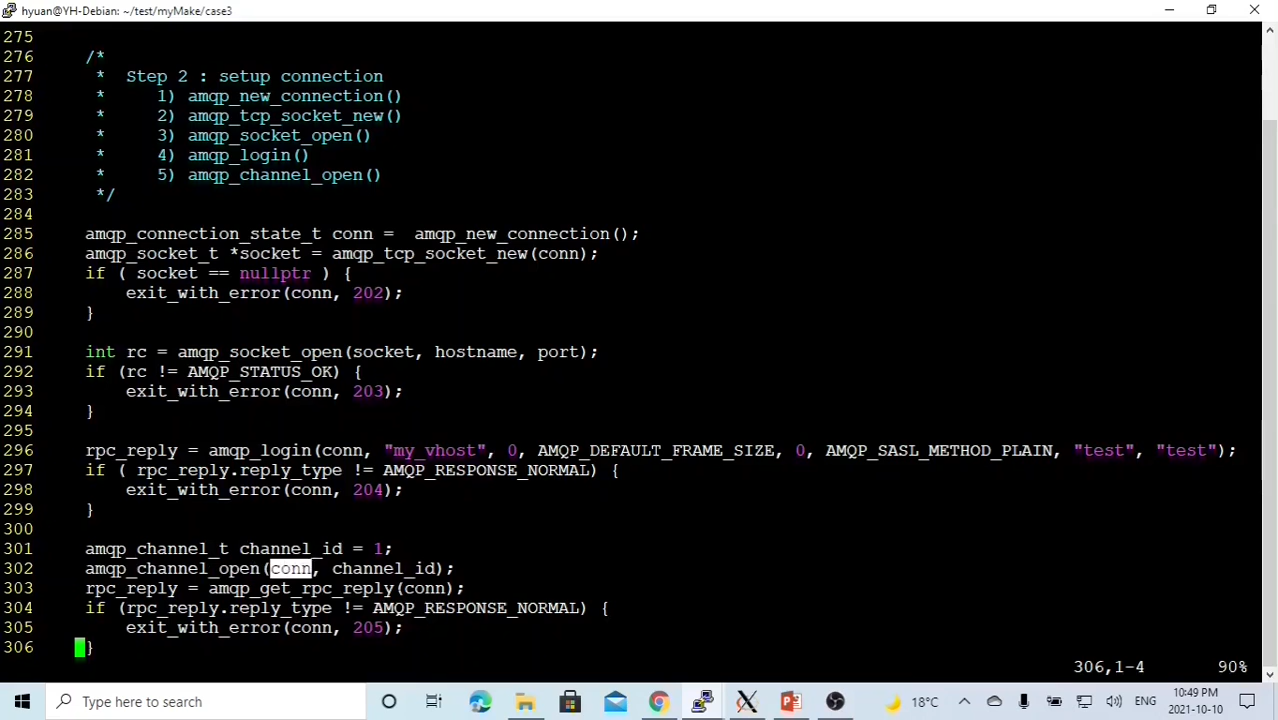 hyuan@YH-Debian: ~/test/myMake/case3
275
276     /*
277      *  Step 2 : setup connection
278      *     1) amqp_new_connection()
279      *     2) amqp_tcp_socket_new()
280      *     3) amqp_socket_open()
281      *     4) amqp_login()
282      *     5) amqp_channel_open()
283      */
284
285     amqp_connection_state_t conn =  amqp_new_connection();
286     amqp_socket_t *socket = amqp_tcp_socket_new(conn);
287     if ( socket == nullptr ) {
288         exit_with_error(conn, 202);
289     }
290
291     int rc = amqp_socket_open(socket, hostname, port);
292     if (rc != AMQP_STATUS_OK) {
293         exit_with_error(conn, 203);
294     }
295
296     rpc_reply = amqp_login(conn, "my_vhost", 0, AMQP_DEFAULT_FRAME_SIZE, 0, AMQP_SASL_METHOD_PLAIN, "test", "test");
297     if ( rpc_reply.reply_type != AMQP_RESPONSE_NORMAL) {
298         exit_with_error(conn, 204);
299     }
300
301     amqp_channel_t channel_id = 1;
302     amqp_channel_open(conn, channel_id);
303     rpc_reply = amqp_get_rpc_reply(conn);
304     if (rpc_reply.reply_type != AMQP_RESPONSE_NORMAL) {
305         exit_with_error(conn, 205);
306     }
306,1-4 90%
Type here to search
18°C
ENG
10:49 PM
2021-10-10